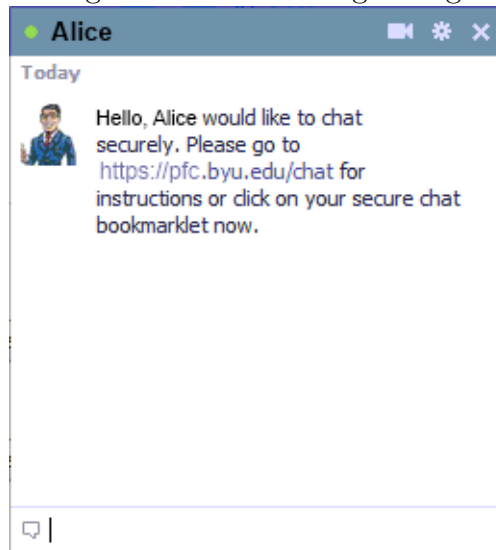 Alice
Today
Hello, Alice would like to chat
securely. Please go to
https://pfc.byu.edu/chat for
instructions or click on your secure chat
bookmarklet now.